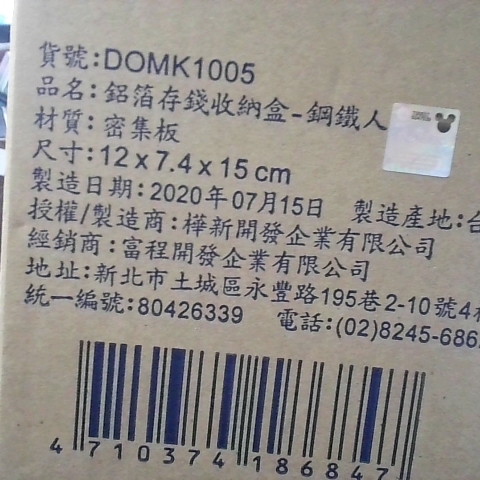 貨號:DOMK1005
品名:鋁箔存錢收納盒-鋼鐵人
材質:密集板
尺寸:12x7.4x15cm
製造日期:2020年07月15日 製造產地:台
授權/製造商:樺新開發企業有限公司
經銷商:富程開發企業有限公司
地址:新北市土城區永豐路195巷2-10號4
統一編號:80426339 電話:(02)8245-686
4710374186847